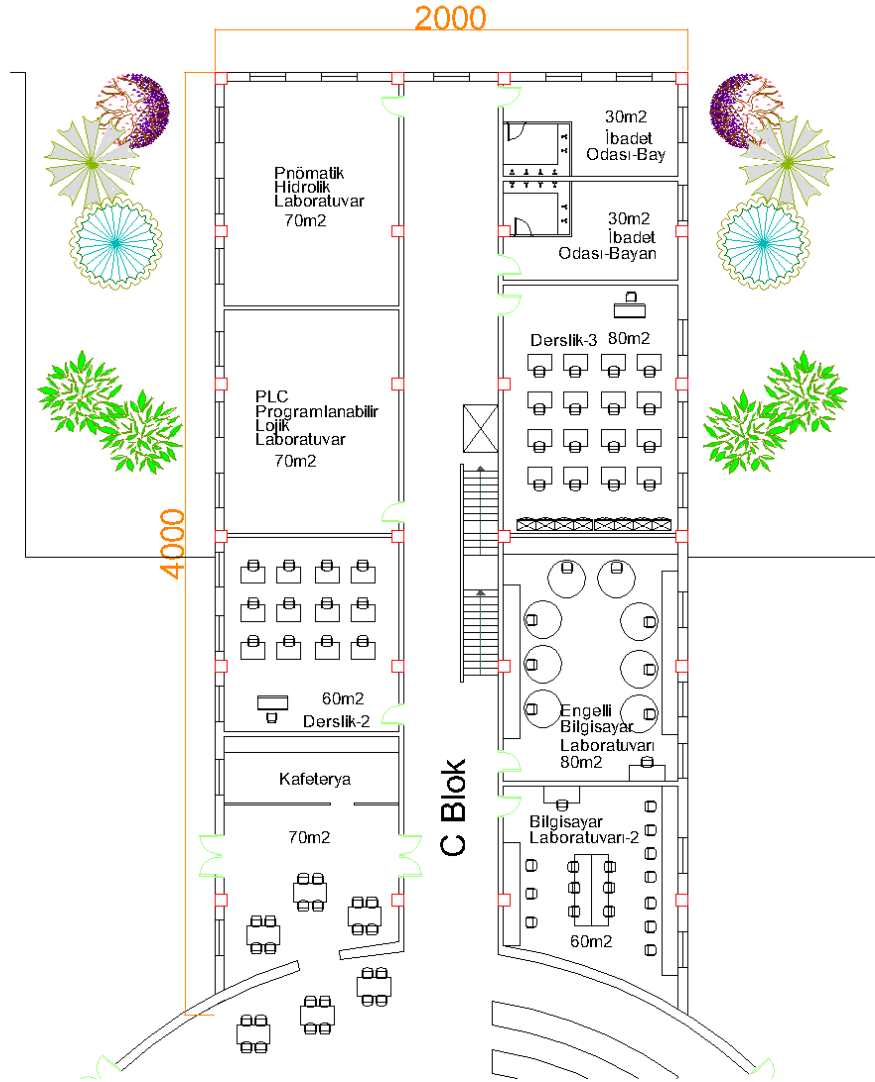 2000
4000
30m2
İbadet
Odası-Bay
Pnömatik
Hidrolik
Laboratuvar
70m2
30m2
İbadet
Odası-Bayan
Derslik-3 80m2
PLC
Programlanabilir
Lojik
Laboratuvar
70m2
60m2
Derslik-2
Engelli
Bilgisayar
Laboratuvarı
80m2
Kafeterya
70m2
C Blok
Bilgisayar
Laboratuvarı-2
60m2